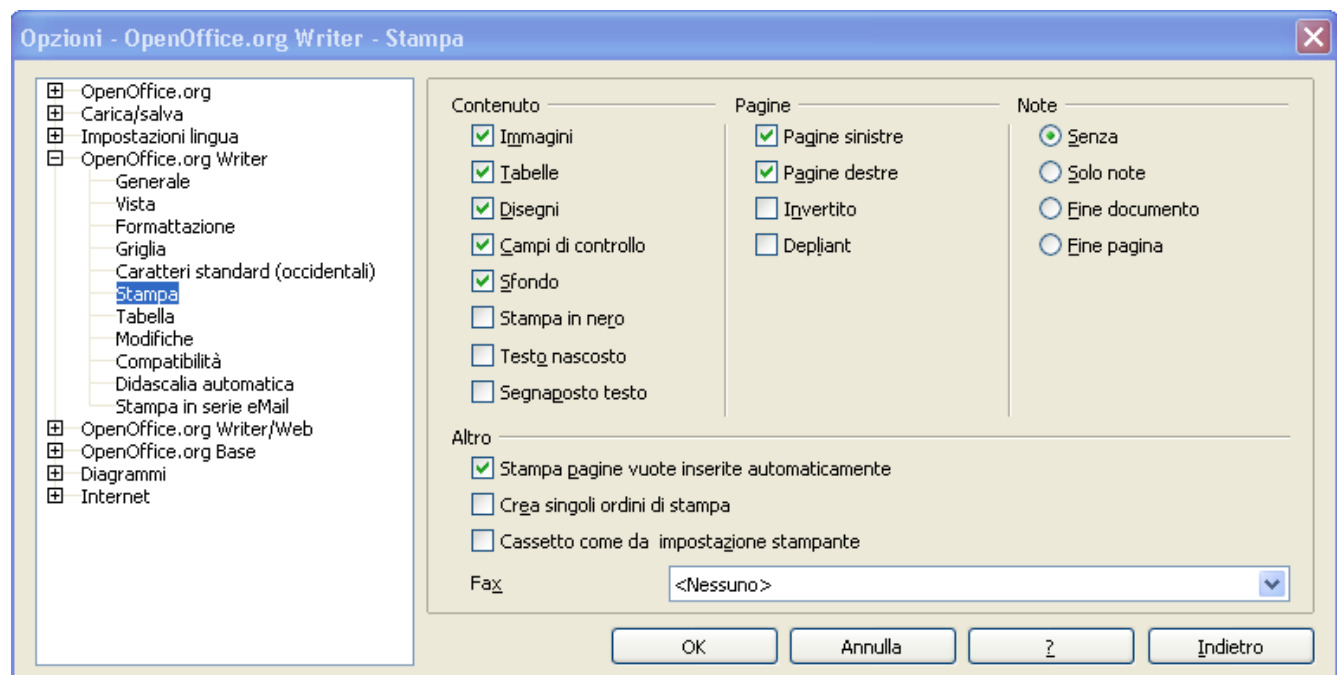 Opzioni - OpenOffice.org Writer - Stampa
OpenOffice.org
Carica/salva
Impostazioni lingua
OpenOffice.org Writer
Generale
Vista
Formattazione
Griglia
Caratteri standard (occidentali)
Stampa
Tabella
Modifiche
Compatibilità
Didascalia automatica
Stampa in serie eMail
OpenOffice.org Writer/Web
OpenOffice.org Base
Diagrammi
Internet
Contenuto
Immagini
Tabelle
Disegni
Campi di controllo
Sfondo
Stampa in nero
Testo nascosto
Segnaposto testo
Pagine
Pagine sinistre
Pagine destre
Invertito
Depliant
Note
Senza
Solo note
Fine documento
Fine pagina
Altro
Stampa pagine vuote inserite automaticamente
Crea singoli ordini di stampa
Cassetto come da impostazione stampante
Fax <Nessuno>
OK Annulla ? Indietro